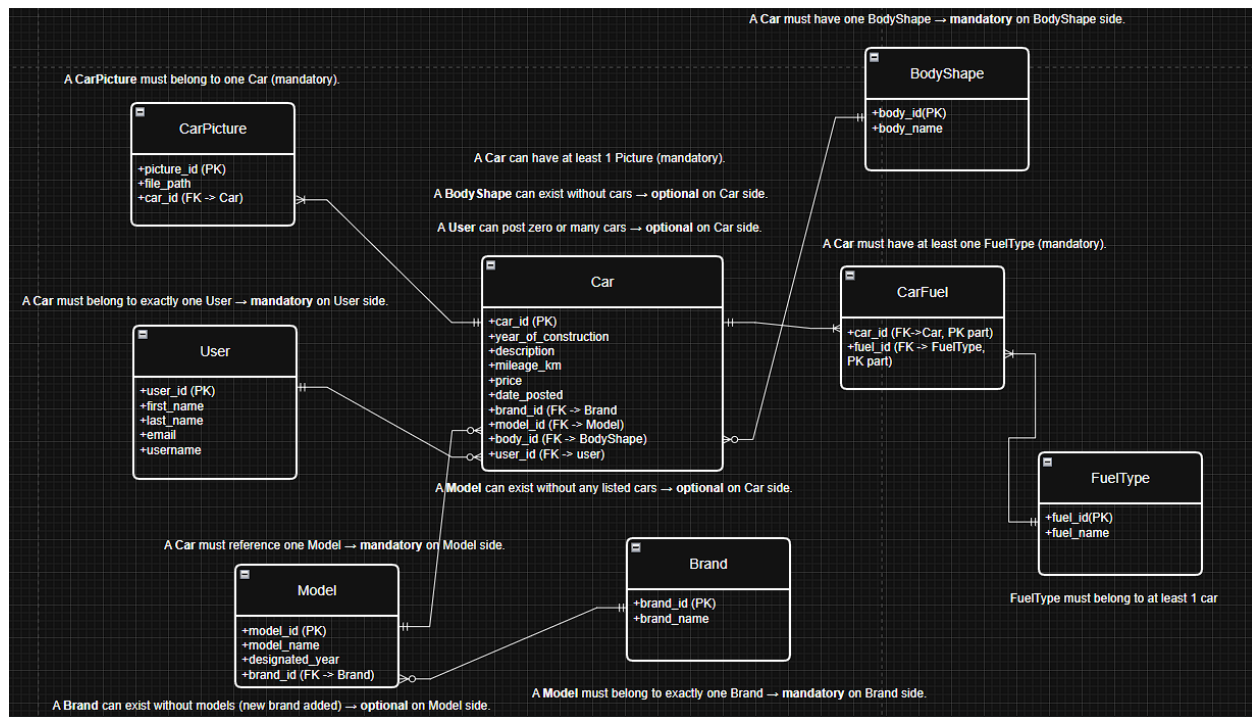 A Car must have one BodyShape → mandatory on BodyShape side.
BodyShape
+body_id(PK)
+body_name
A CarPicture must belong to one Car (mandatory).
CarPicture
+picture_id (PK)
+file_path
+car_id (FK -> Car)
A Car can have at least 1 Picture (mandatory).
A BodyShape can exist without cars → optional on Car side.
A User can post zero or many cars → optional on Car side.
A Car must have at least one FuelType (mandatory).
Car
+car_id (PK)
+year_of_construction
+description
+mileage_km
+price
+date_posted
+brand_id (FK -> Brand
+model_id (FK -> Model)
+body_id (FK -> BodyShape)
+user_id (FK -> user)
CarFuel
+car_id (FK->Car, PK part)
+fuel_id (FK -> FuelType,
PK part)
A Car must belong to exactly one User → mandatory on User side.
User
+user_id (PK)
+first_name
+last_name
+email
+username
FuelType
+fuel_id(PK)
+fuel_name
A Model can exist without any listed cars → optional on Car side.
A Car must reference one Model → mandatory on Model side.
Model
+model_id (PK)
+model_name
+designated_year
+brand_id (FK -> Brand)
Brand
+brand_id (PK)
+brand_name
FuelType must belong to at least 1 car
A Model must belong to exactly one Brand → mandatory on Brand side.
A Brand can exist without models (new brand added) → optional on Model side.